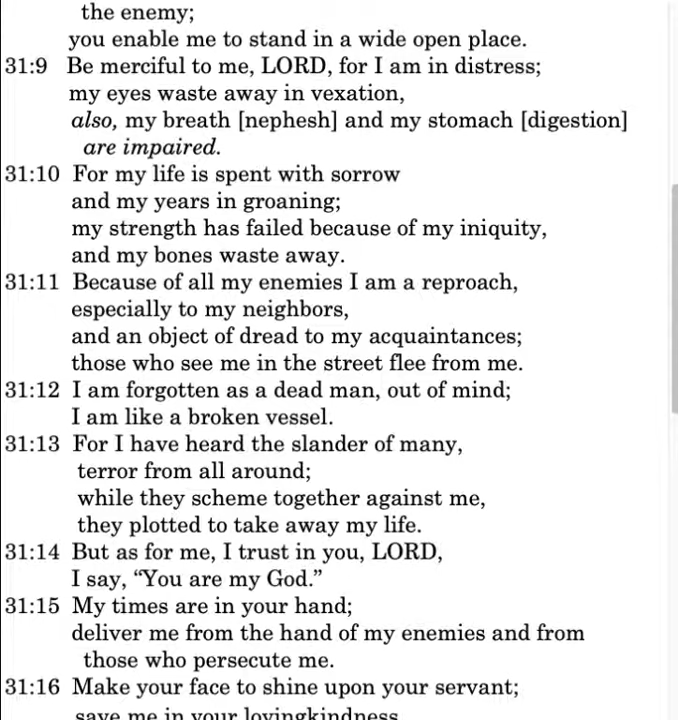 the enemy;
you enable me to stand in a wide open place.
31:9 Be merciful to me, LORD, for I am in distress;
my eyes waste away in vexation,
also, my breath [nephesh] and my stomach [digestion]
are impaired.
31:10 For my life is spent with sorrow
and my years in groaning;
my strength has failed because of my iniquity,
and my bones waste away.
31:11 Because of all my enemies I am a reproach,
especially to my neighbors,
and an object of dread to my acquaintances;
those who see me in the street flee from me.
31:12 I am forgotten as a dead man, out of mind;
I am like a broken vessel.
31:13 For I have heard the slander of many,
terror from all around;
while they scheme together against me,
they plotted to take away my life.
31:14 But as for me, I trust in you, LORD,
I say, “You are my God.”
31:15 My times are in your hand;
deliver me from the hand of my enemies and from
those who persecute me.
31:16 Make your face to shine upon your servant;
save me in your lovingkindness